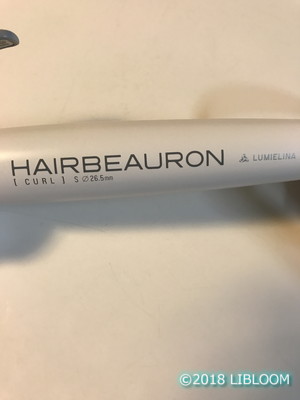 HAIRBEAURON
LUMIELINA
[ CURL ] S ∅26.5mm
©2018 LIBLOOM